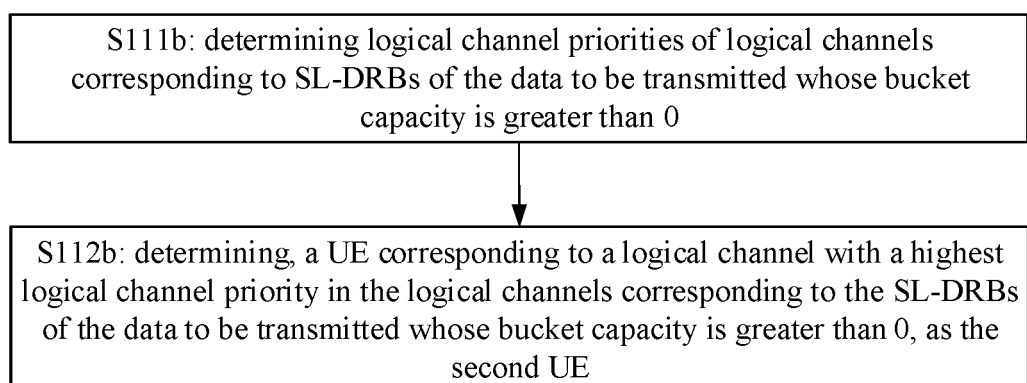 S111b: determining logical channel priorities of logical channels
corresponding to SL-DRBs of the data to be transmitted whose bucket
capacity is greater than 0
S112b: determining, a UE corresponding to a logical channel with a highest
logical channel priority in the logical channels corresponding to the SL-DRBs
of the data to be transmitted whose bucket capacity is greater than 0, as the
second UE